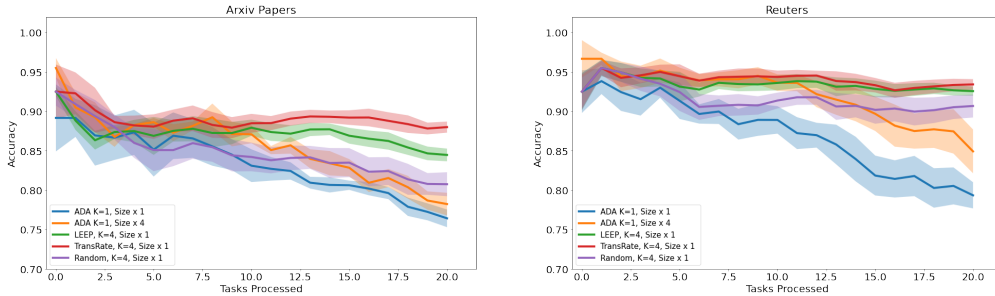 Arxiv Papers
1.00
0.95
0.90
0.85
0.80
0.75
0.70
Accuracy
0.0 2.5 5.0 7.5 10.0 12.5 15.0 17.5 20.0
Tasks Processed
ADA K=1, Size x 1
ADA K=1, Size x 4
LEEP, K=4, Size x 1
TransRate, K=4, Size x 1
Random, K=4, Size x 1
Reuters
1.00
0.95
0.90
0.85
0.80
0.75
0.70
Accuracy
0.0 2.5 5.0 7.5 10.0 12.5 15.0 17.5 20.0
Tasks Processed
ADA K=1, Size x 1
ADA K=1, Size x 4
LEEP, K=4, Size x 1
TransRate, K=4, Size x 1
Random, K=4, Size x 1